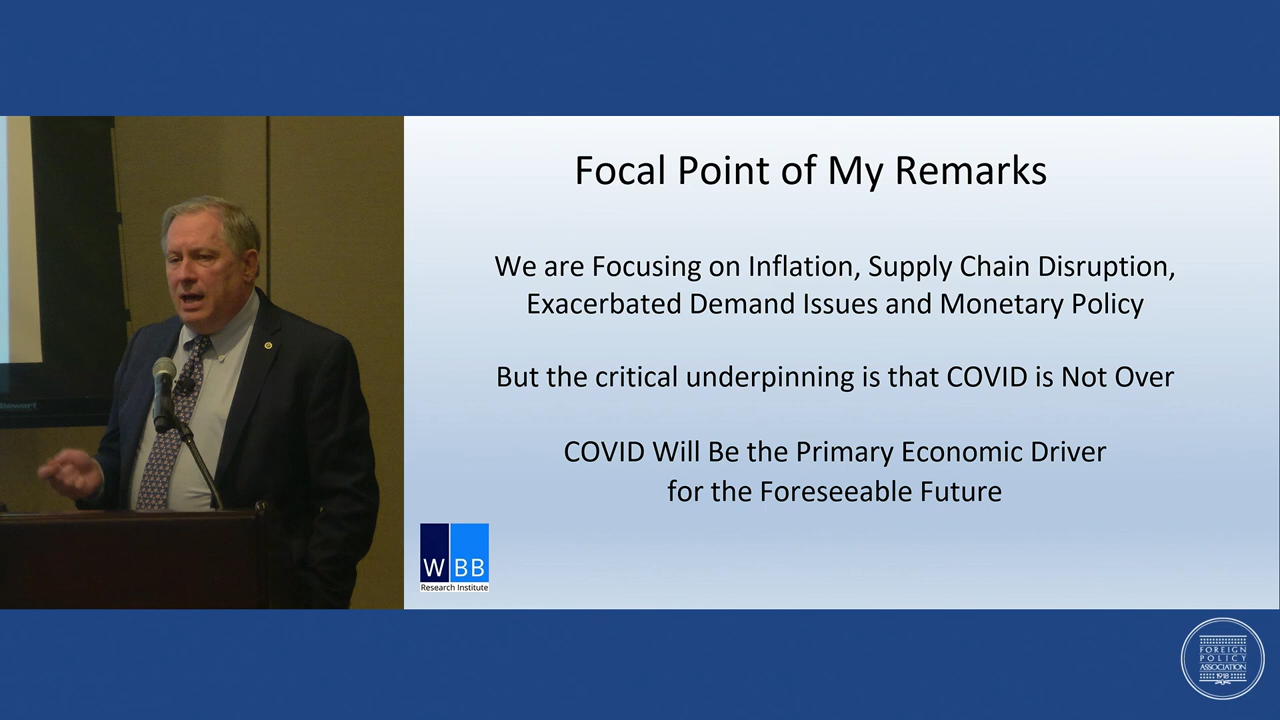 Focal Point of My Remarks
We are Focusing on Inflation, Supply Chain Disruption,
Exacerbated Demand Issues and Monetary Policy
But the critical underpinning is that COVID is Not Over
COVID Will Be the Primary Economic Driver
for the Foreseeable Future
W BB
Research Institute
Stewart
FOREIGN
POLICY
ASSOCIATION
1918